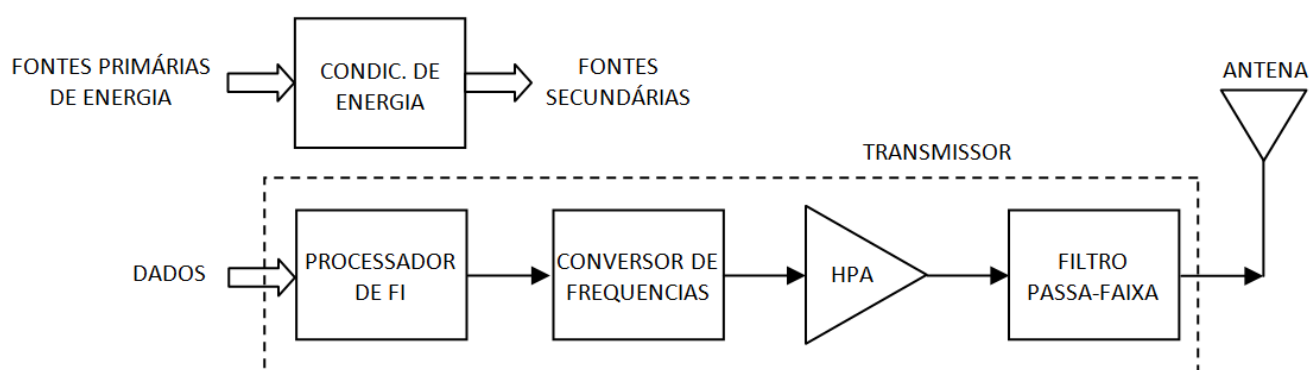 FONTES PRIMÁRIAS
DE ENERGIA
CONDIC. DE
ENERGIA
FONTES
SECUNDÁRIAS
ANTENA
TRANSMISSOR
DADOS
PROCESSADOR
DE FI
CONVERSOR DE
FREQUENCIAS
HPA
FILTRO
PASSA-FAIXA